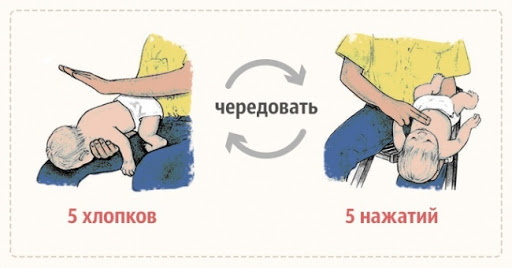 чередовать
5 хлопков
5 нажатий